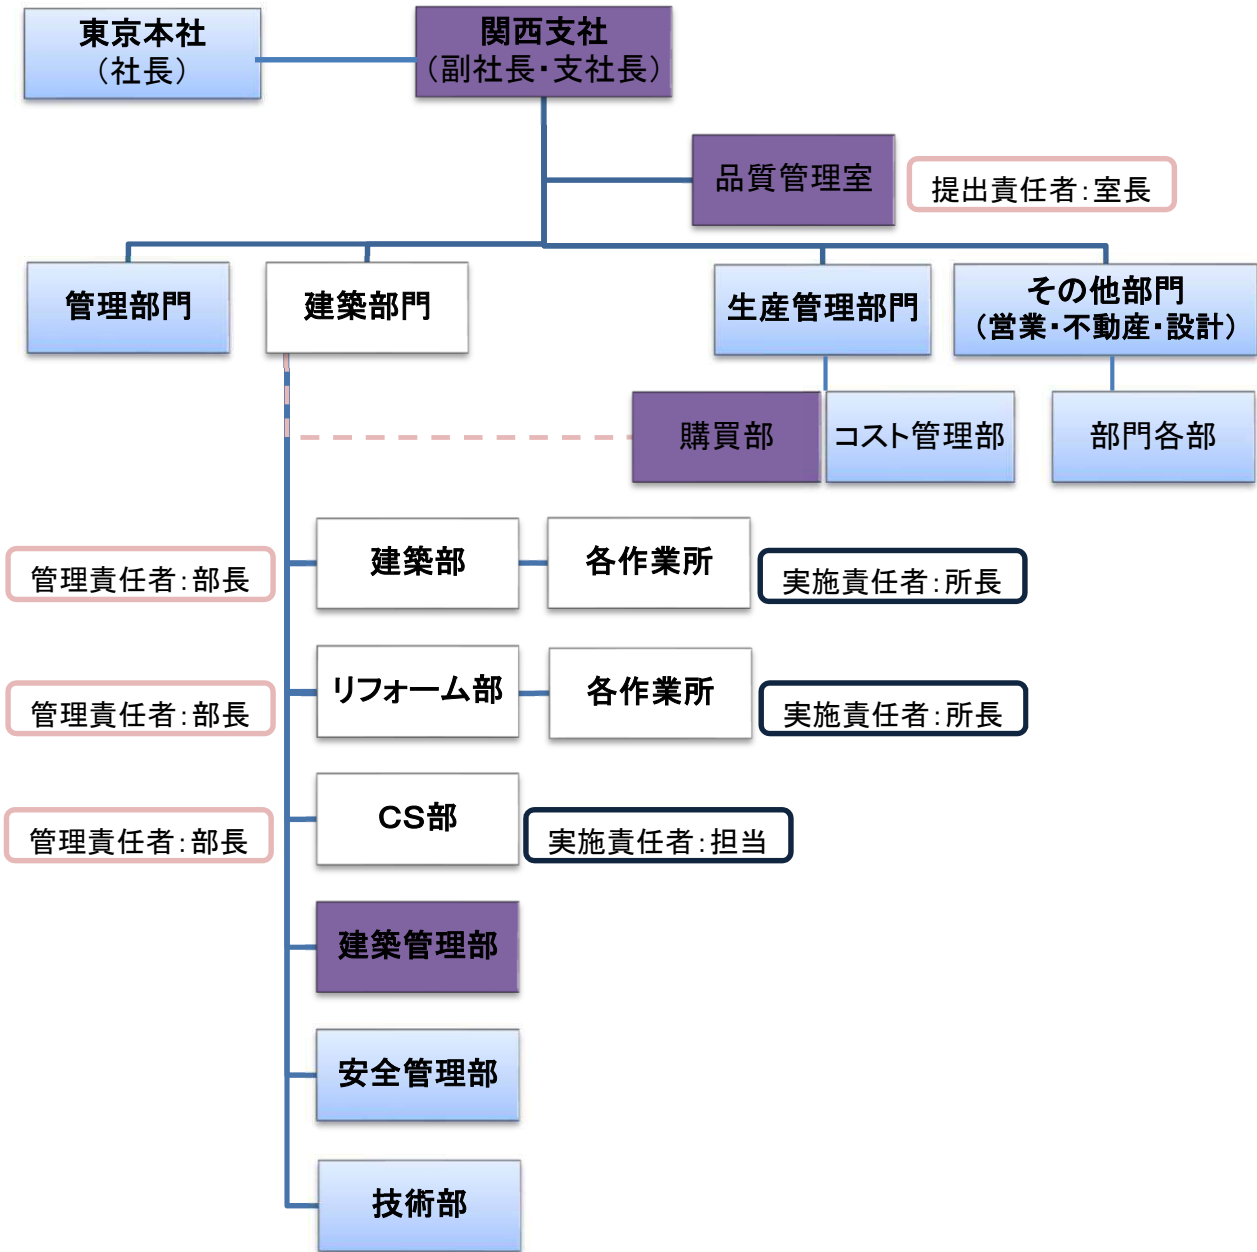 東京本社
（社長）
関西支社
（副社長・支社長）
品質管理室
提出責任者：室長
管理部門
建築部門
生産管理部門
その他部門
（営業・不動産・設計）
購買部
コスト管理部
部門各部
管理責任者：部長
建築部
各作業所
実施責任者：所長
管理責任者：部長
リフォーム部
各作業所
実施責任者：所長
管理責任者：部長
CS部
実施責任者：担当
建築管理部
安全管理部
技術部